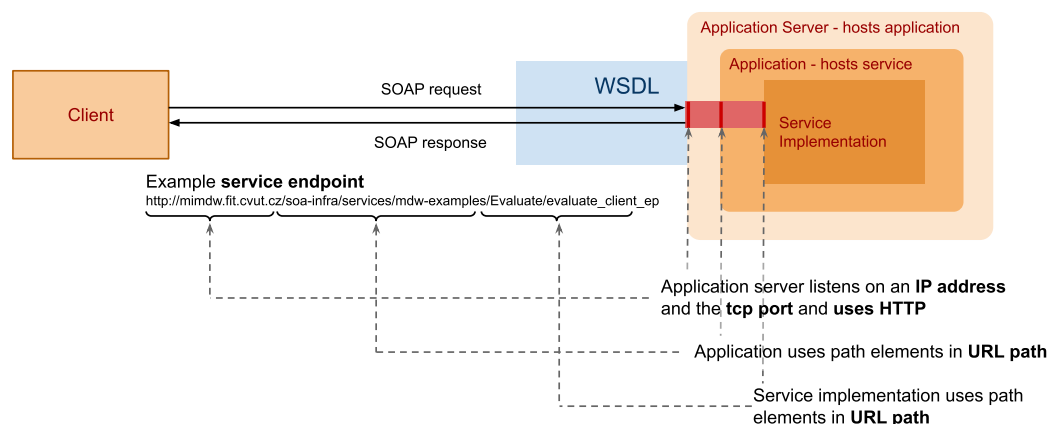 Application Server - hosts application
Application - hosts service
WSDL
SOAP request
Client
Service
Implementation
SOAP response
Example service endpoint
http://mimdw.fit.cvut.cz/soa-infra/services/mdw-examples/Evaluate/evaluate_client_ep
Application server listens on an IP address
and the tcp port and uses HTTP
Application uses path elements in URL path
Service implementation uses path
elements in URL path